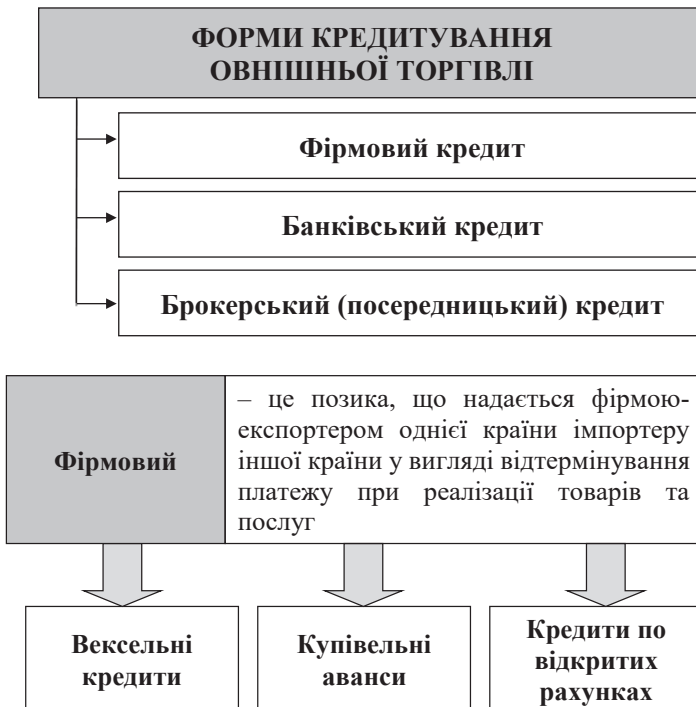 ФОРМИ КРЕДИТУВАННЯ
ОВНІШНЬОЇ ТОРГІВЛІ
Фірмовий кредит
Банківський кредит
Брокерський (посередницький) кредит
Фірмовий
– це позика, що надається фірмою-
експортером однієї країни імпортеру
іншої країни у вигляді відтермінування
платежу при реалізації товарів та
послуг
Вексельні
кредити
Купівельні
аванси
Кредити по
відкритих
рахунках